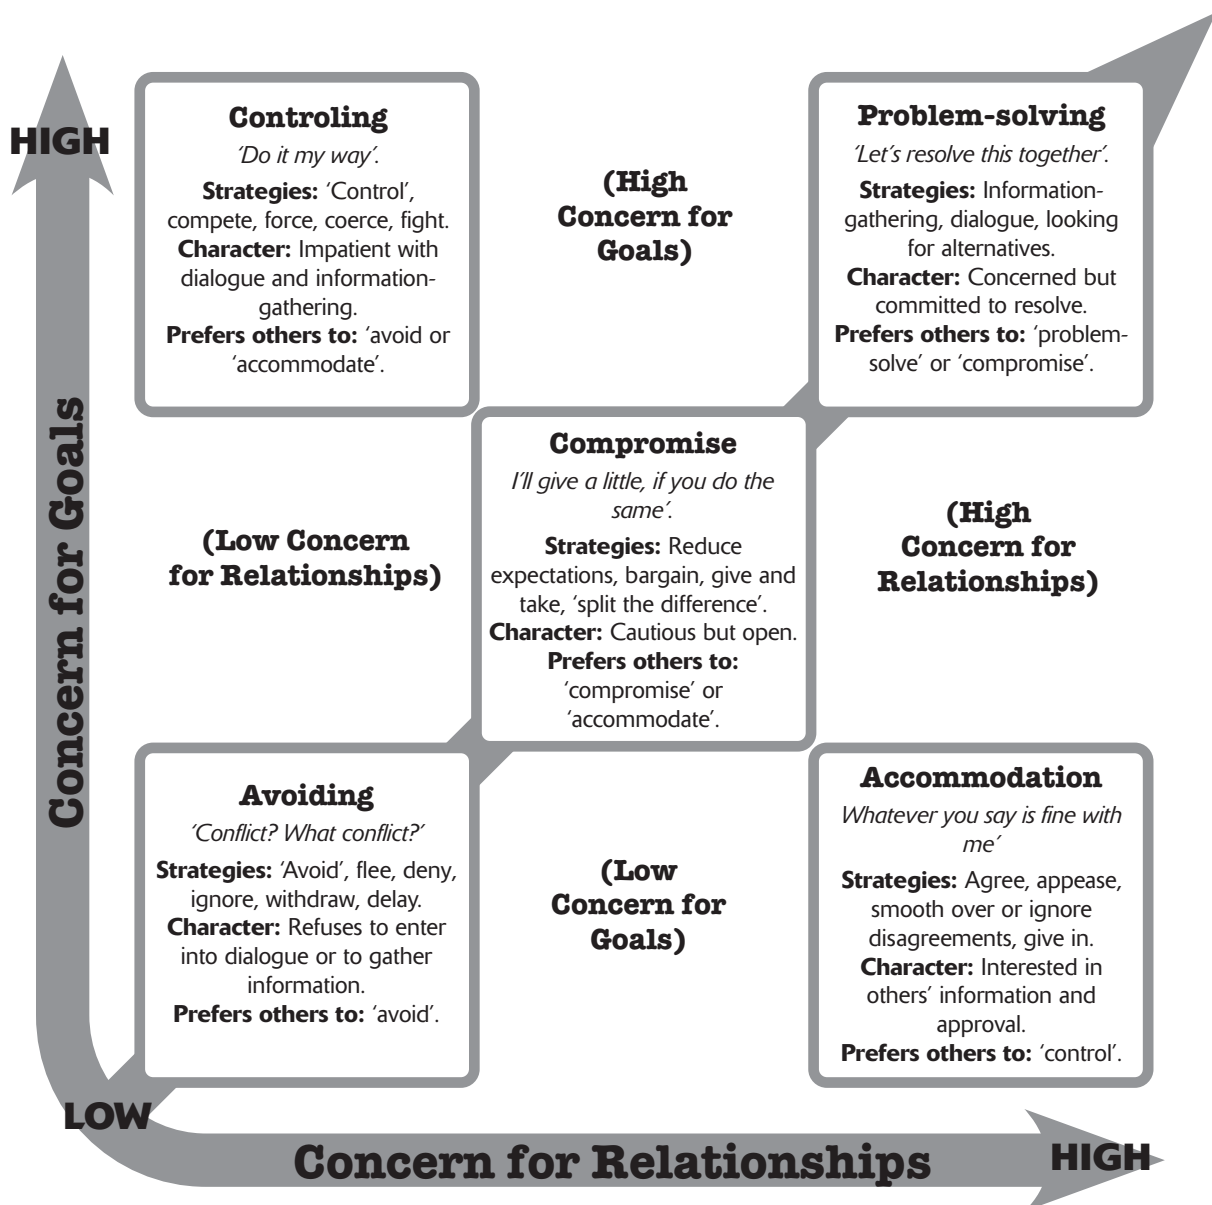 HIGH
Controling
‘Do it my way’.
Strategies: ‘Control’,
compete, force, coerce, fight.
Character: Impatient with
dialogue and information-
gathering.
Prefers others to: ‘avoid or
‘accommodate’.
(High
Concern for
Goals)
Problem-solving
‘Let’s resolve this together’.
Strategies: Information-
gathering, dialogue, looking
for alternatives.
Character: Concerned but
committed to resolve.
Prefers others to: ‘problem-
solve’ or ‘compromise’.
Concern for Goals
(Low Concern
for Relationships)
Compromise
I’ll give a little, if you do the
same’.
Strategies: Reduce
expectations, bargain, give and
take, ‘split the difference’.
Character: Cautious but open.
Prefers others to:
‘compromise’ or
‘accommodate’.
(High
Concern for
Relationships)
Avoiding
‘Conflict? What conflict?’
Strategies: ‘Avoid’, flee, deny,
ignore, withdraw, delay.
Character: Refuses to enter
into dialogue or to gather
information.
Prefers others to: ‘avoid’.
(Low
Concern for
Goals)
Accommodation
Whatever you say is fine with
me’
Strategies: Agree, appease,
smooth over or ignore
disagreements, give in.
Character: Interested in
others’ information and
approval.
Prefers others to: ‘control’.
LOW
Concern for Relationships
HIGH